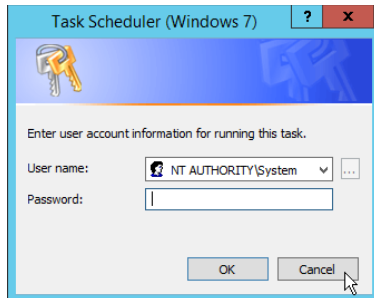 Task Scheduler (Windows 7)
? x
Enter user account information for running this task.
User name: NT AUTHORITY\System ...
Password:
OK Cancel